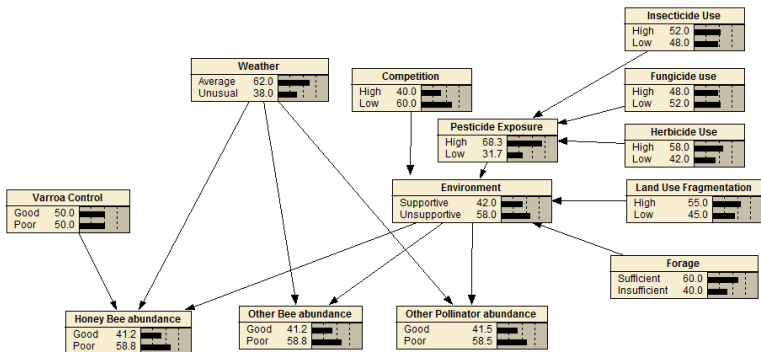 Insecticide Use
High 52.0
Low 48.0
Weather
Average 62.0
Unusual 38.0
Competition
High 40.0
Low 60.0
Fungicide use
High 48.0
Low 52.0
Pesticide Exposure
High 68.3
Low 31.7
Herbicide Use
High 58.0
Low 42.0
Varroa Control
Good 50.0
Poor 50.0
Environment
Supportive 42.0
Unsupportive 58.0
Land Use Fragmentation
High 55.0
Low 45.0
Forage
Sufficient 60.0
Insufficient 40.0
Honey Bee abundance
Good 41.2
Poor 58.8
Other Bee abundance
Good 41.2
Poor 58.8
Other Pollinator abundance
Good 41.5
Poor 58.5